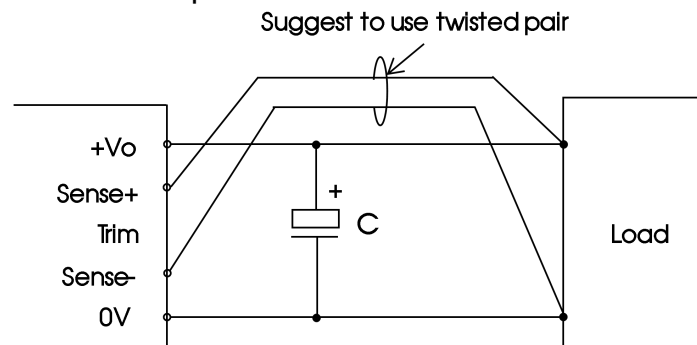 Suggest to use twisted pair
+Vo
Sense+
Trim
Sense-
0V
+
C
Load